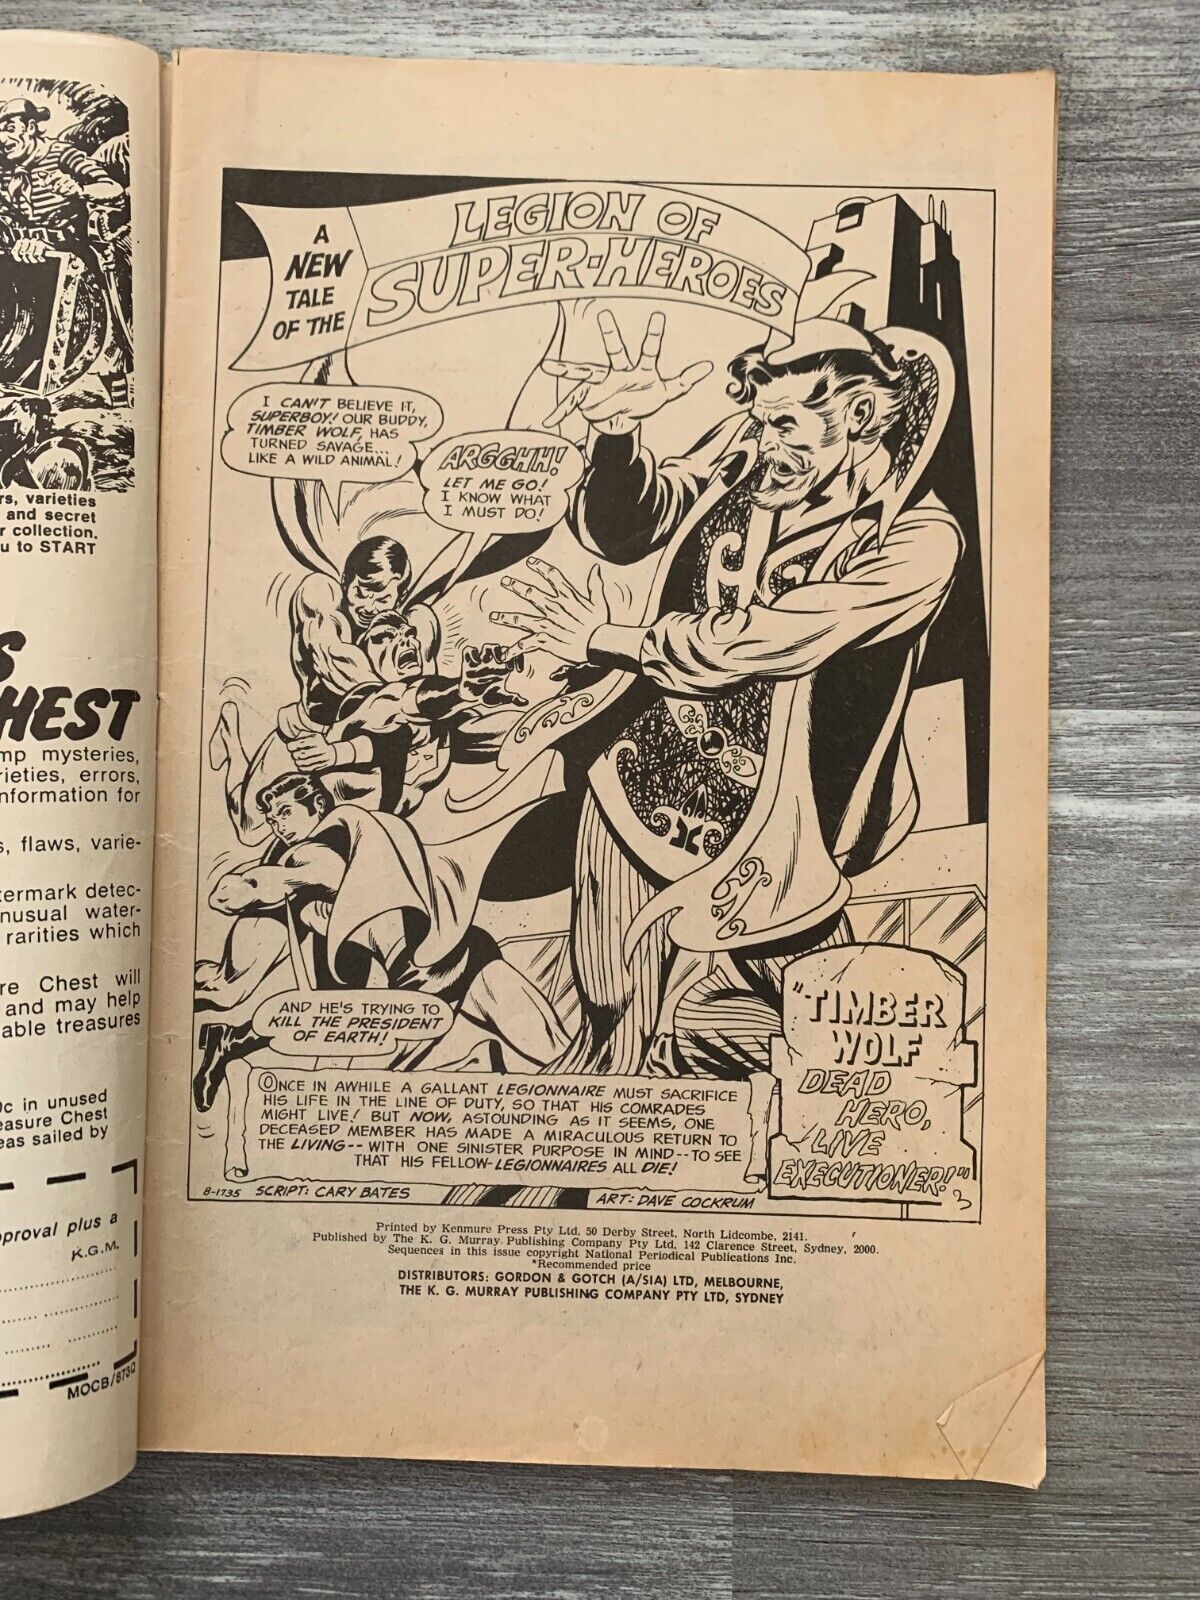 rs, varieties
and secret
r collection.
u to START
S
HEST
mp mysteries,
rieties, errors,
nformation for
s, flaws, varie-
termark detec-
nusual water-
rarities which
re Chest will
and may help
able treasures
0c in unused
easure Chest
eas sailed by
pproval plus a
K.G.M.
MOCB/873Q
A
NEW
TALE
OF THE
LEGION OF
SUPER-HEROES
I CAN'T BELIEVE IT,
SUPERBOY! OUR BUDDY,
TIMBER WOLF, HAS
TURNED SAVAGE...
LIKE A WILD ANIMAL!
ARGGHH!
LET ME GO!
I KNOW WHAT
I MUST DO!
AND HE'S TRYING TO
KILL THE PRESIDENT
OF EARTH!
"TIMBER
WOLF
DEAD
HERO,
LIVE
EXECUTIONER!"
ONCE IN AWHILE A GALLANT LEGIONNAIRE MUST SACRIFICE
HIS LIFE IN THE LINE OF DUTY, SO THAT HIS COMRADES
MIGHT LIVE! BUT NOW, ASTOUNDING AS IT SEEMS, ONE
DECEASED MEMBER HAS MADE A MIRACULOUS RETURN TO
THE LIVING-- WITH ONE SINISTER PURPOSE IN MIND--TO SEE
THAT HIS FELLOW-LEGIONNAIRES ALL DIE!
B-1735 SCRIPT: CARY BATES ART: DAVE COCKRUM 3
Printed by Kenmure Press Pty Ltd, 50 Derby Street, North Lidcombe, 2141.
Published by The K. G. Murray Publishing Company Pty Ltd, 142 Clarence Street, Sydney, 2000.
Sequences in this issue copyright National Periodical Publications Inc.
*Recommended price
DISTRIBUTORS: GORDON & GOTCH (A/SIA) LTD, MELBOURNE,
THE K. G. MURRAY PUBLISHING COMPANY PTY LTD, SYDNEY